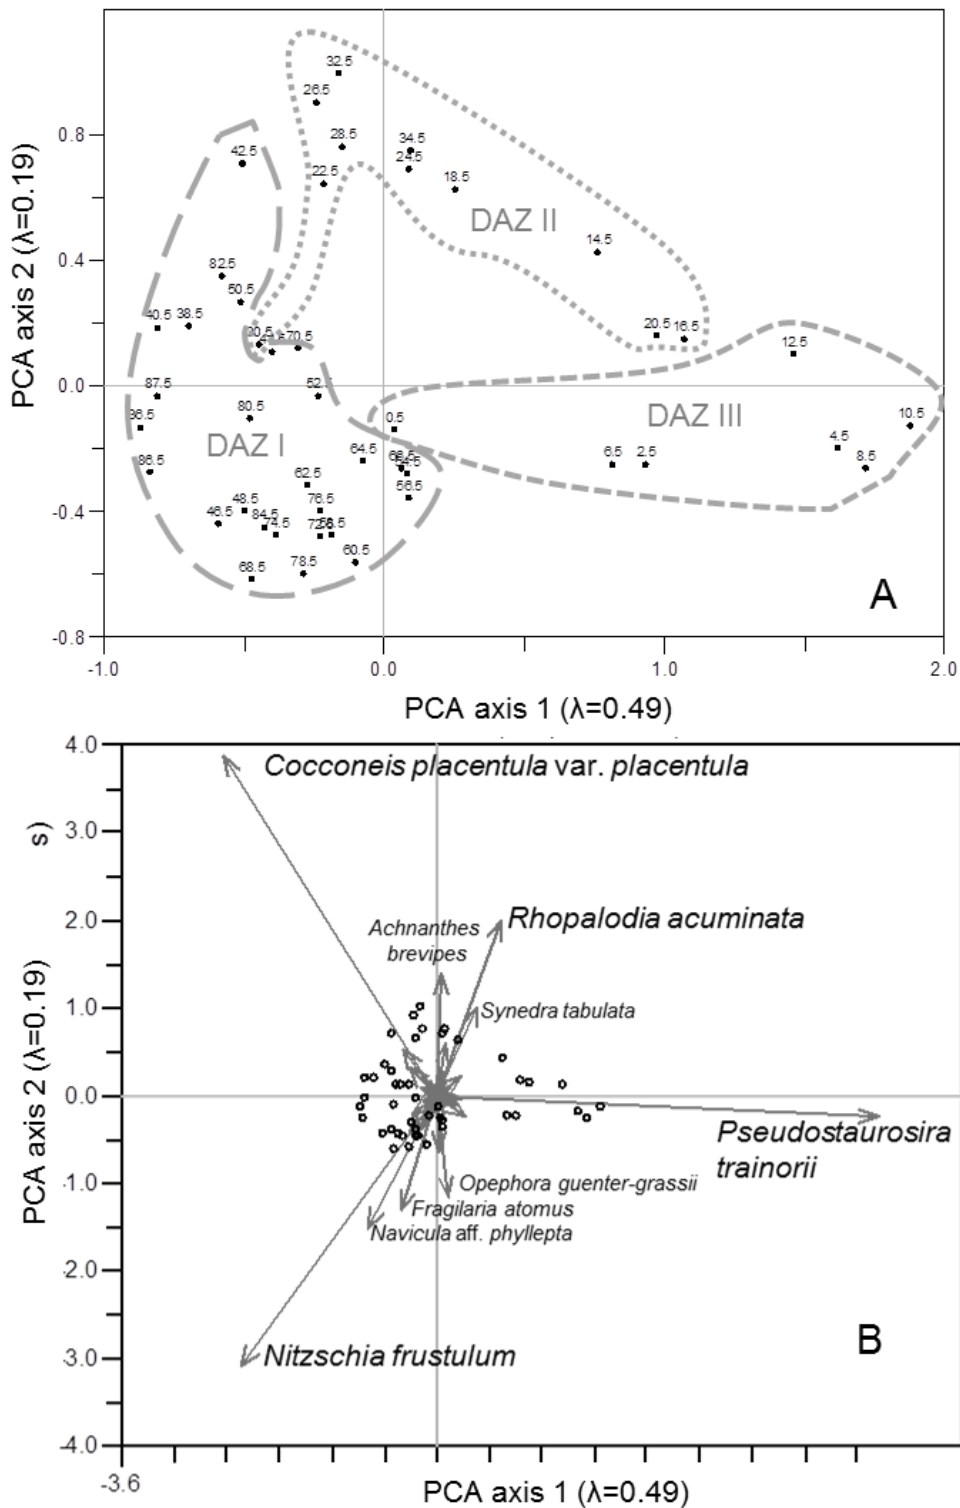 32.5
26.5
0.8
28.5
34.5
42.5
24.5
22.5
18.5
DAZ II
14.5
PCA axis 2 (λ=0.19)
0.4
82.5
50.5
40.5
38.5
20.5
16.5
30.5
70.5
12.5
0.0
87.5
80.5
0.5
DAZ III
10.5
DAZ I
64.5
6.5
2.5
4.5
8.5
86.5
62.5
56.5
-0.4
48.5
76.5
46.5
84.5
74.5
60.5
68.5
78.5
A
-0.8
-1.0
0.0
1.0
2.0
PCA axis 1 (λ=0.49)
4.0
Cocconeis placentula var. placentula
s)
3.0
2.0
Rhopalodia acuminata
Achnanthes
brevipes
1.0
Synedra tabulata
PCA axis 2 (λ=0.19)
0.0
Pseudostaurosira
trainorii
-1.0
Opephora guenter-grassii
Fragilaria atomus
Navicula aff. phyllepta
-2.0
B
-3.0
Nitzschia frustulum
-4.0
-3.6
PCA axis 1 (λ=0.49)